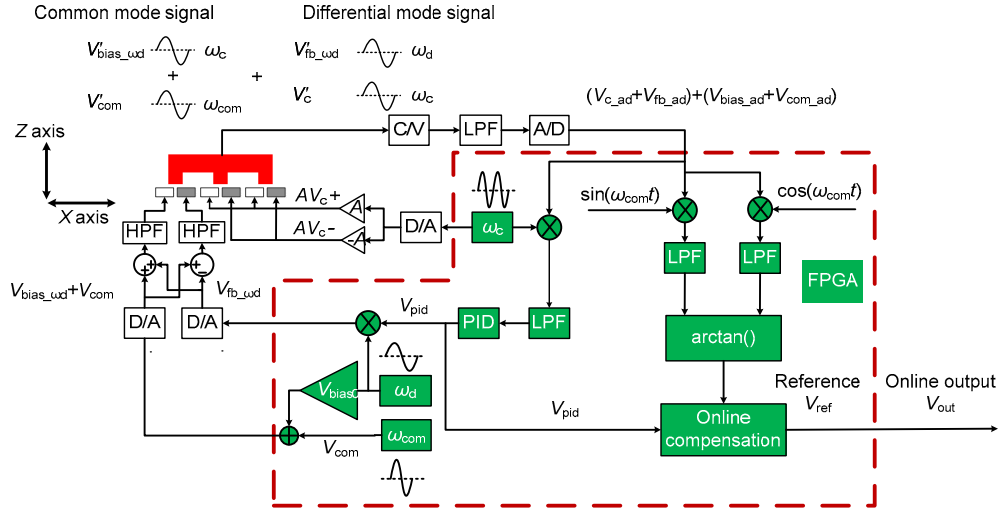 Common mode signal
Differential mode signal
V′bias_ωd ωc
V′fb_ωd ωd
+
+
V′com ωcom
V′c ωc
(Vc_ad+Vfb_ad)+(Vbias_ad+Vcom_ad)
C/V
LPF
A/D
Z axis
X axis
AVc+
A
AVc-
-A
D/A
ωc
sin(ωcomt)
cos(ωcomt)
HPF
HPF
LPF
LPF
FPGA
+
+
+
-
Vbias_ωd+Vcom
Vfb_ωd
D/A
D/A
Vpid
PID
LPF
arctan()
Vbias0
ωd
Reference
Vref
Online output
Vout
Vpid
Online
compensation
Vcom
ωcom